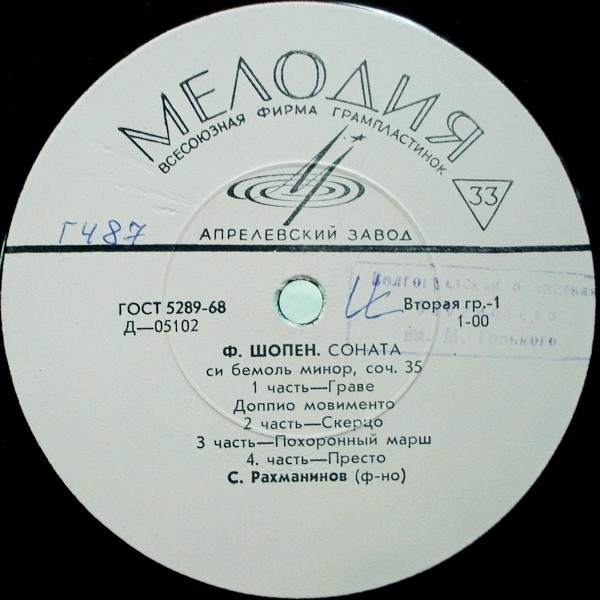 МЕЛОДИЯ
ВСЕСОЮЗНАЯ ФИРМА ГРАМПЛАСТИНОК
33
АПРЕЛЕВСКИЙ ЗАВОД
Г487
ГОСТ 5289-68
Д—05102
Вторая гр.-1
1-00
им. М. Горького
Ф. ШОПЕН. СОНАТА
си бемоль минор, соч. 35
1 часть—Граве
Доппио мовименто
2 часть—Скерцо
3 часть—Похоронный марш
4. часть—Престо
С. Рахманинов (ф-но)